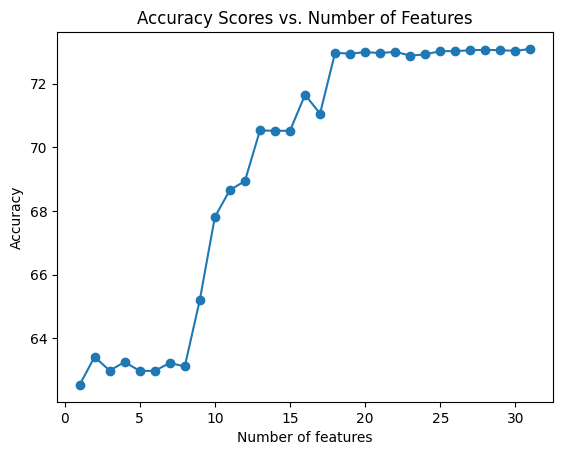 Accuracy Scores vs. Number of Features
Accuracy
72
70
68
66
64
0 5 10 15 20 25 30
Number of features